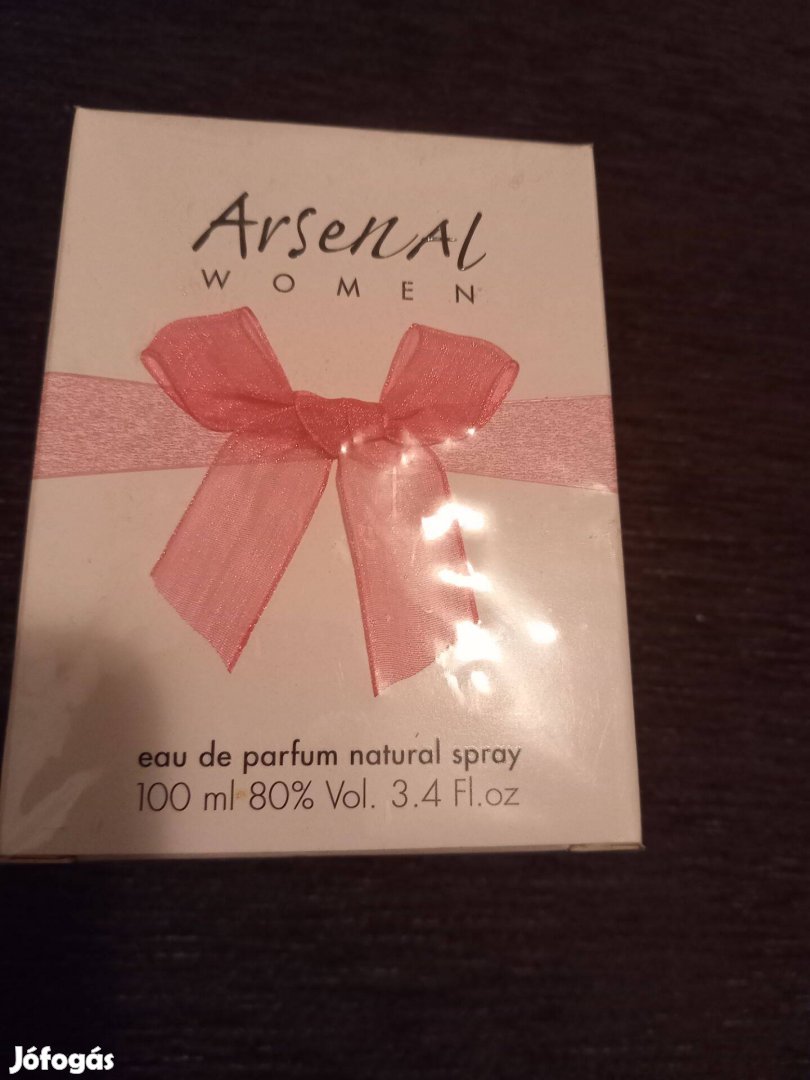 Arsenal
WOMEN
eau de parfum natural spray
100 ml 80% Vol. 3.4 Fl.oz
Jófogás